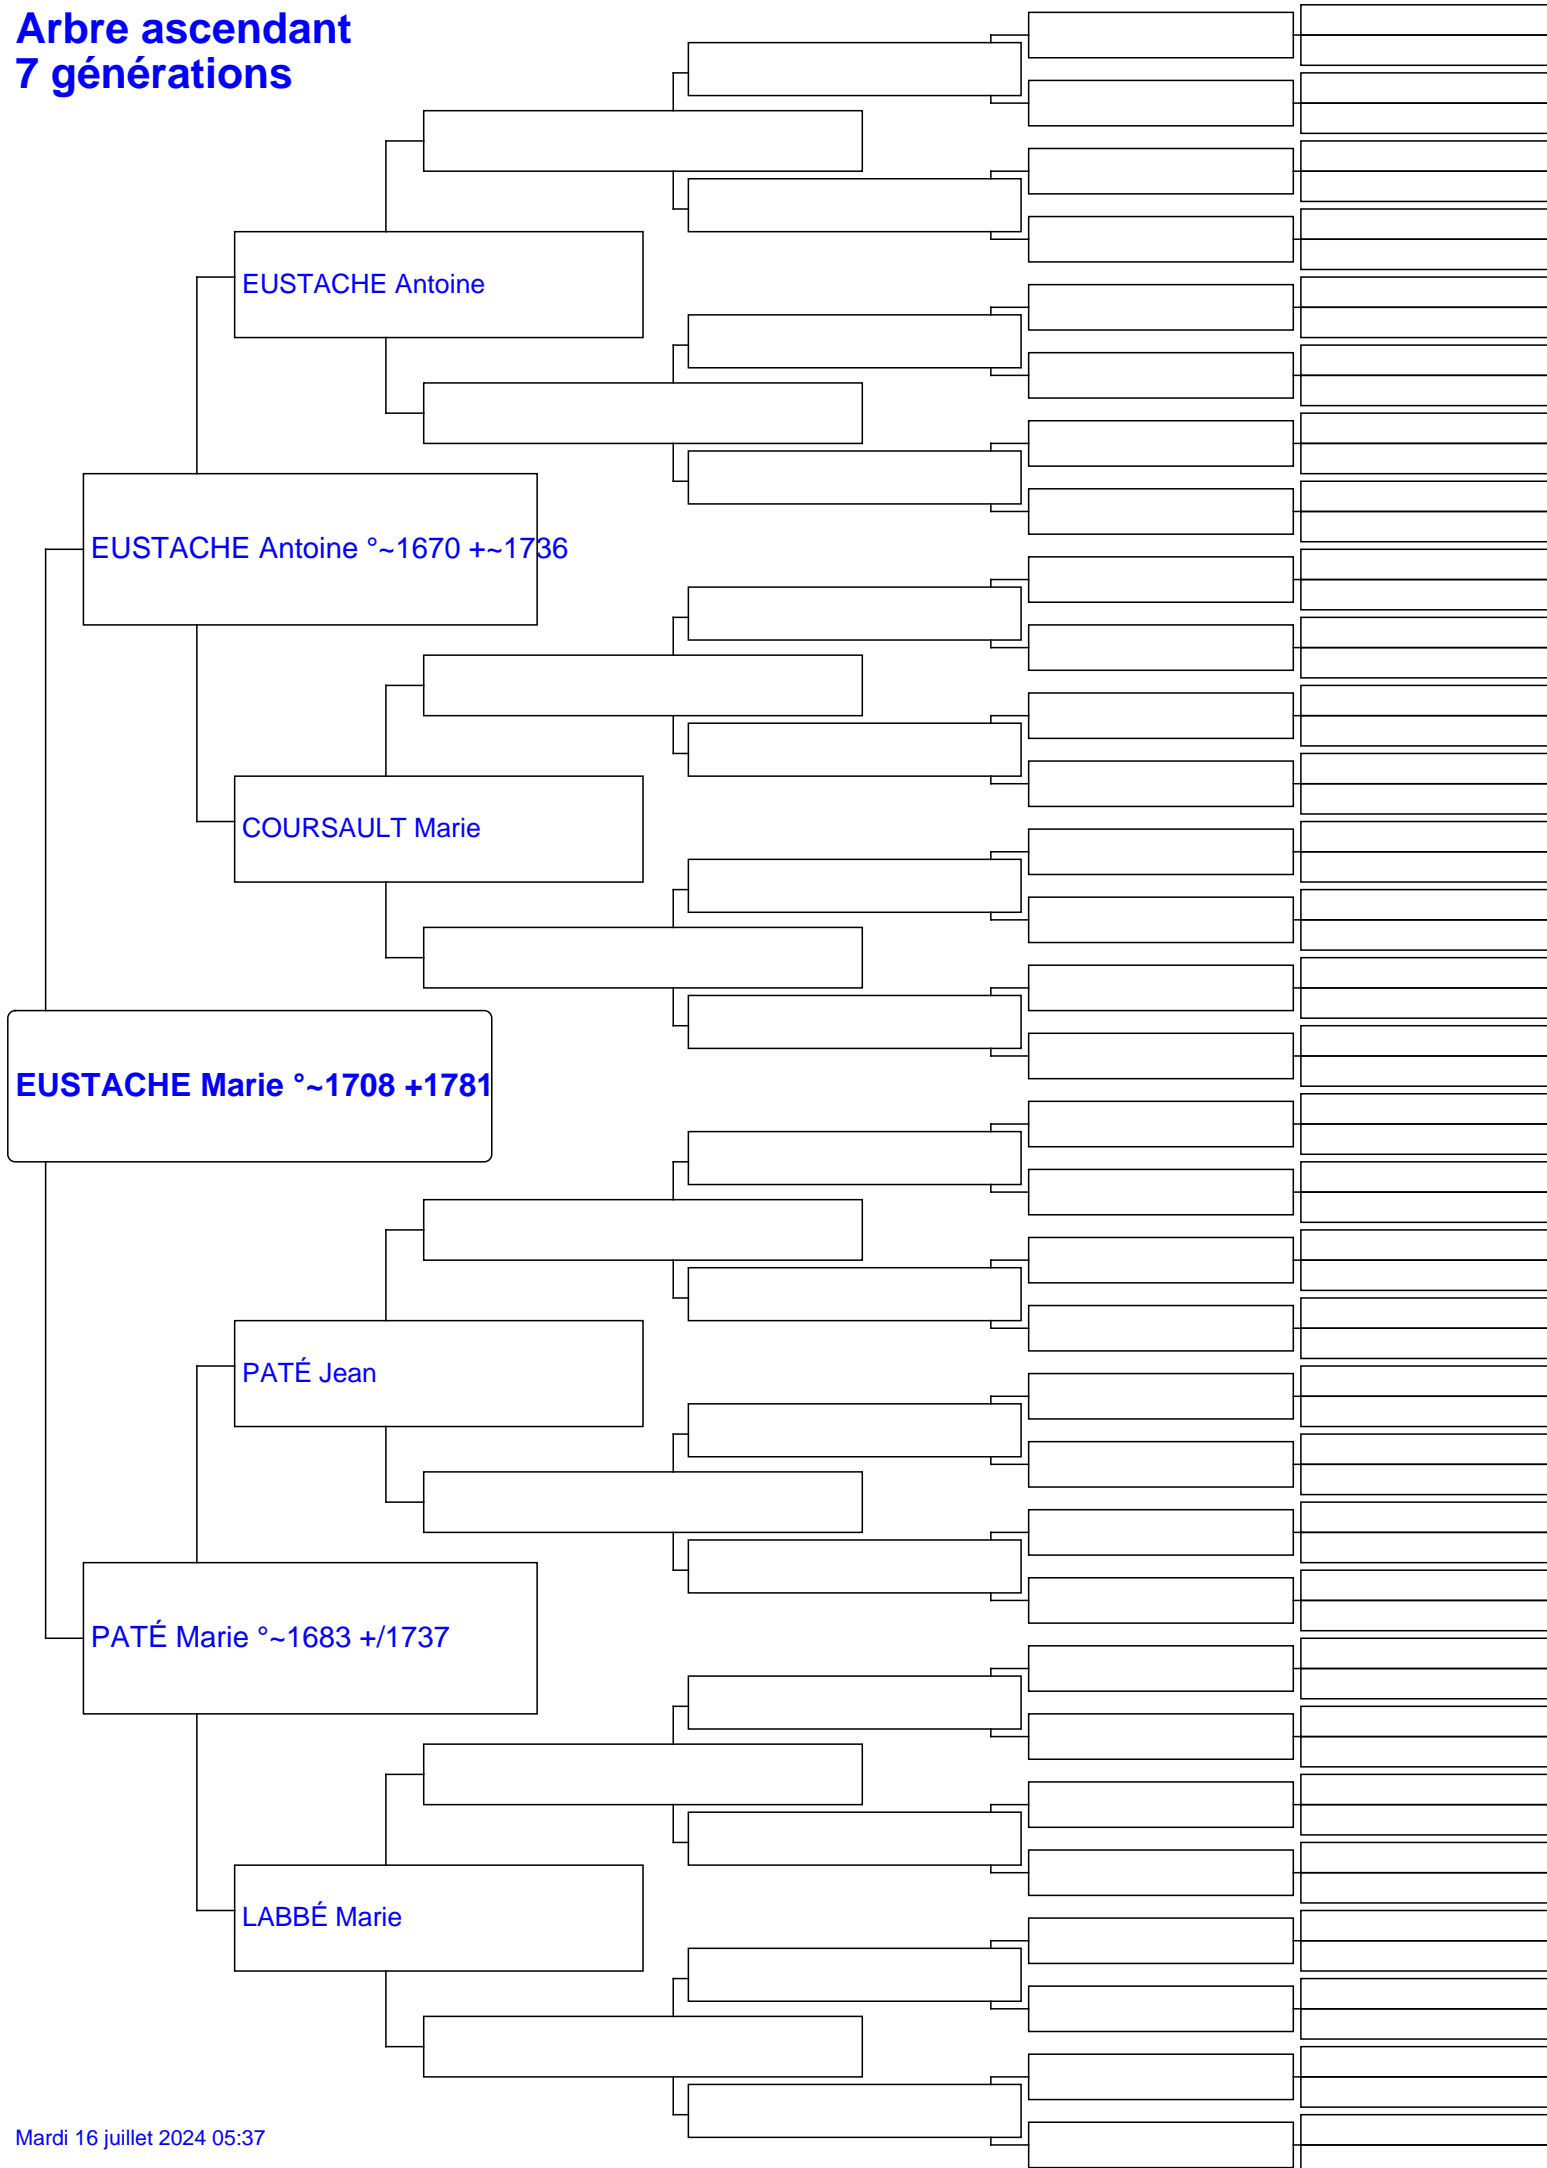 Arbre ascendant
7 générations
EUSTACHE Antoine
EUSTACHE Antoine °~1670 +~1736
COURSAULT Marie
EUSTACHE Marie °~1708 +1781
PATÉ Jean
PATÉ Marie °~1683 +/1737
LABBÉ Marie
Mardi 16 juillet 2024 05:37